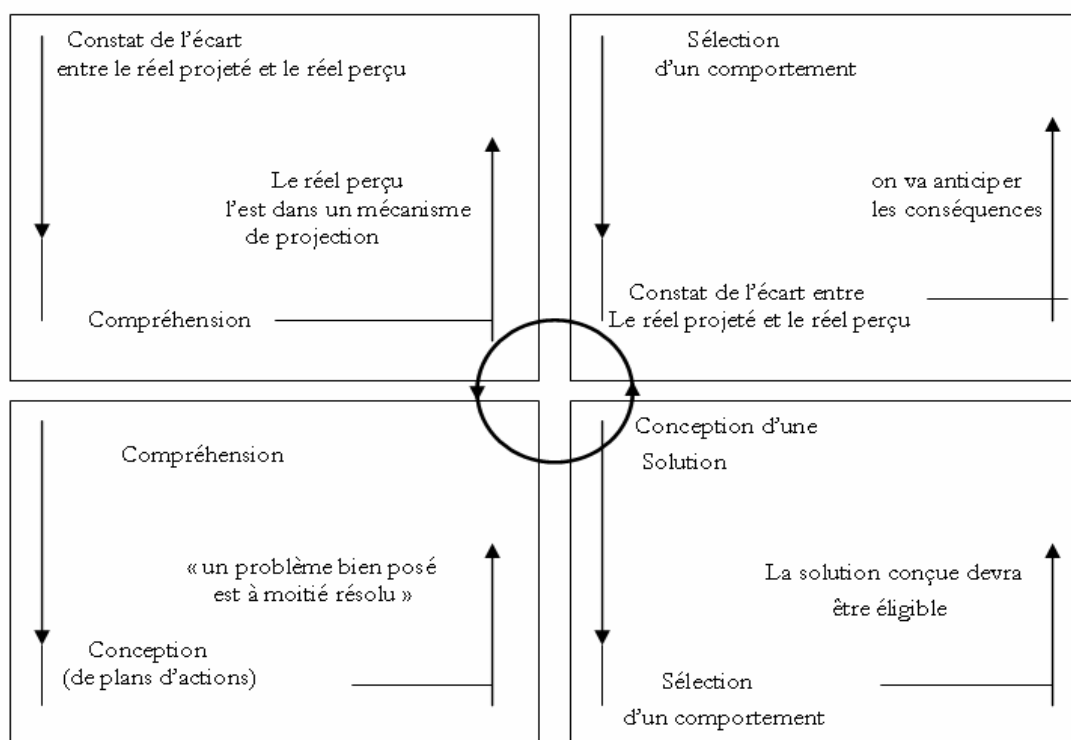 Constat de l'écart
entre le réel projeté et le réel perçu
Le réel perçu
l'est dans un mécanisme
de projection
Compréhension
Sélection
d'un comportement
on va anticiper
les conséquences
Constat de l'écart entre
Le réel projeté et le réel perçu
Compréhension
« un problème bien posé
est à moitié résolu »
Conception
(de plans d'actions)
Conception d'une
Solution
La solution conçue devra
être éligible
Sélection
d'un comportement